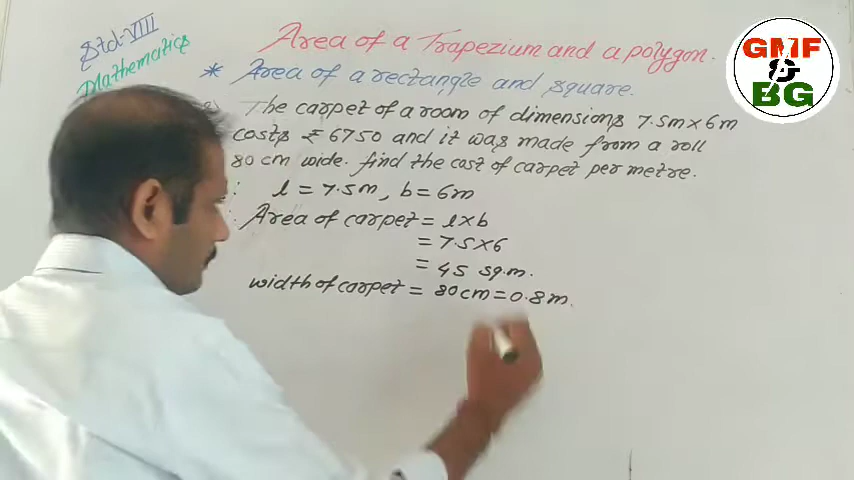 Std-VIII
Mathematics
Area of a Trapezium and a polygon.
* Area of a rectangle and square.
The carpet of a room of dimensions 7.5m × 6m
costs ₹ 6750 and it was made from a roll
80 cm wide. find the cost of carpet per metre.
: l = 7.5m, b = 6m
Area of carpet = l×b
= 7.5×6
= 45 sq.m.
width of carpet = 80cm = 0.8m.
GMF
&
BG